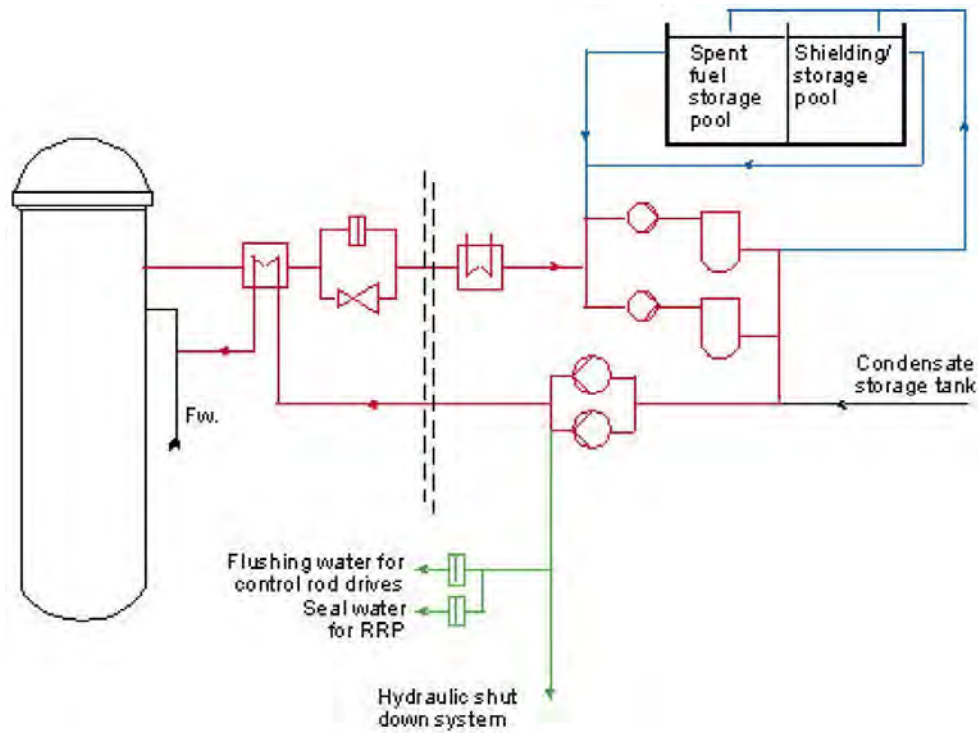 Spent
fuel
storage
pool
Shielding/
storage
pool
Condensate
storage tank
Fw.
Flushing water for
control rod drives
Seal water
for RRP
Hydraulic shut
down system